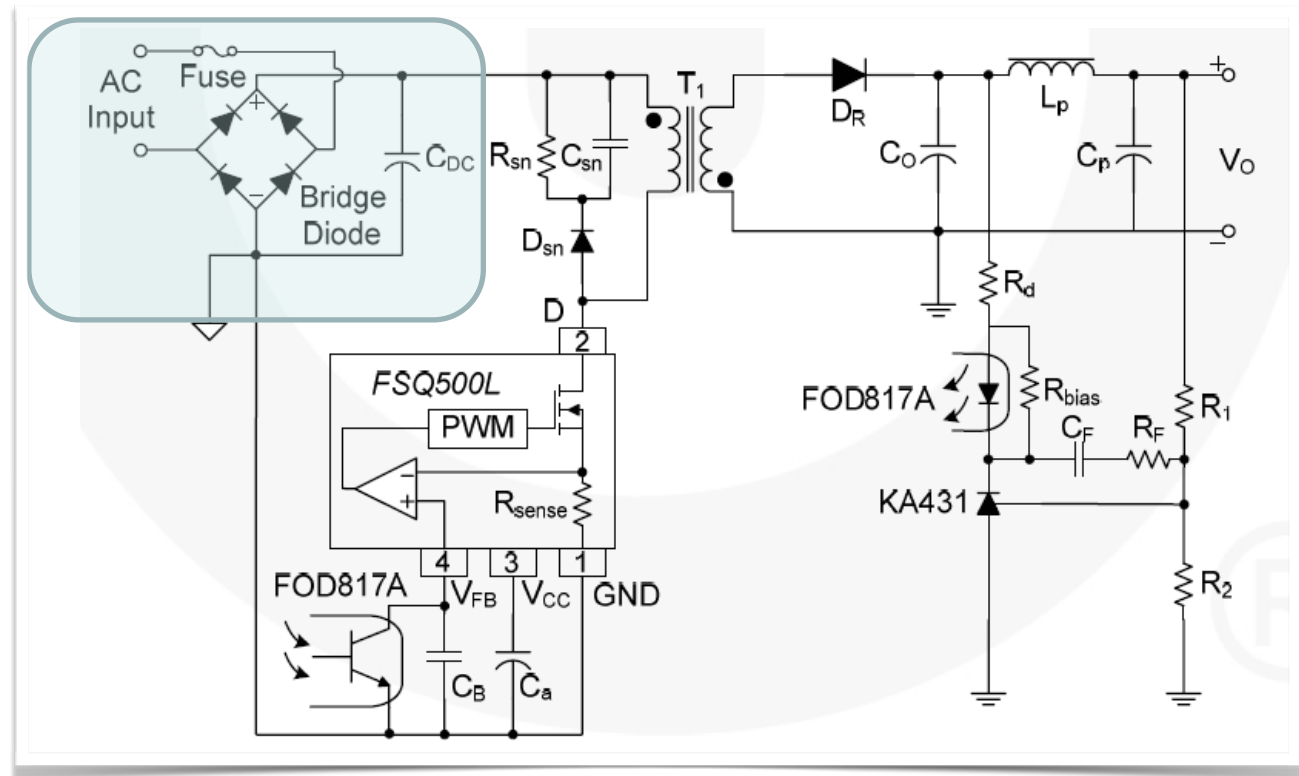 AC
Input
Fuse
+
−
Bridge
Diode
C_DC
R_sn
C_sn
D_sn
T_1
D_R
C_O
L_p
C_p
+
V_O
−
D
2
FSQ500L
PWM
−
+
R_sense
4
3
1
FOD817A
V_FB
V_CC
GND
C_B
C_a
R_d
FOD817A
R_bias
C_F
R_F
R_1
KA431
R_2
R